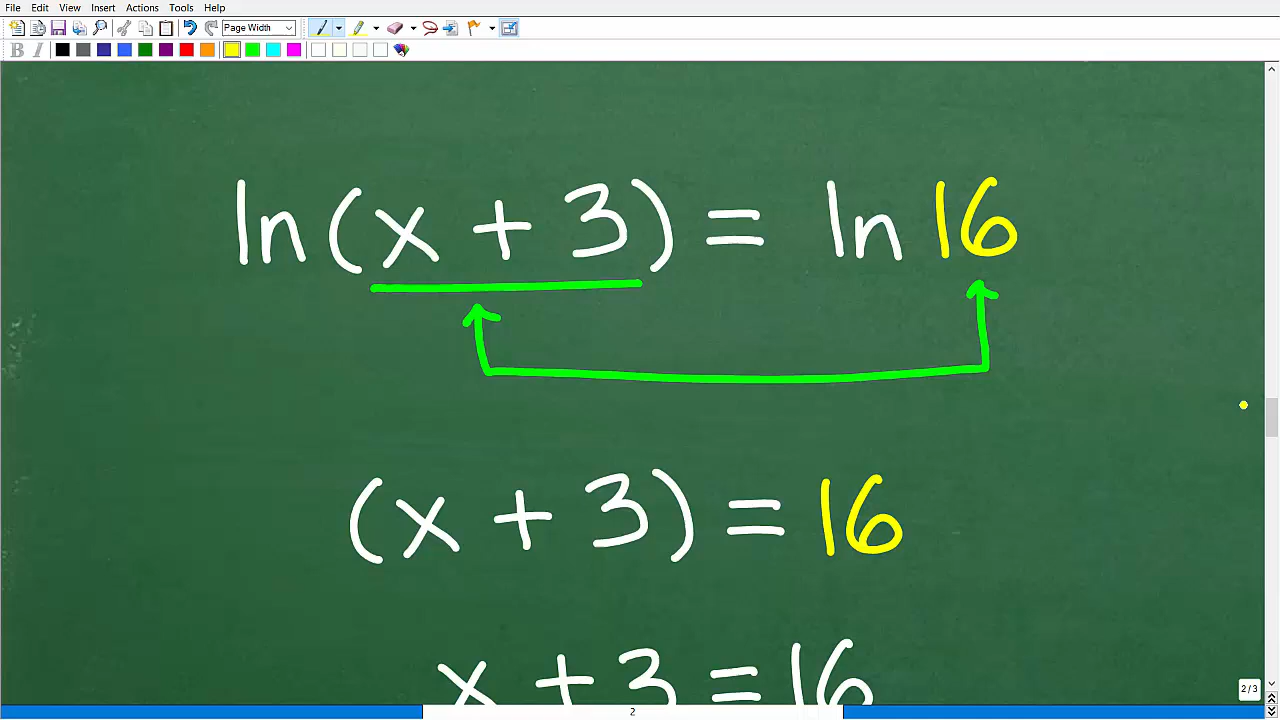 File Edit View Insert Actions Tools Help
Page Width
B I
ln(x + 3) = ln 16
(x + 3) = 16
x + 3 = 16
2/3
2